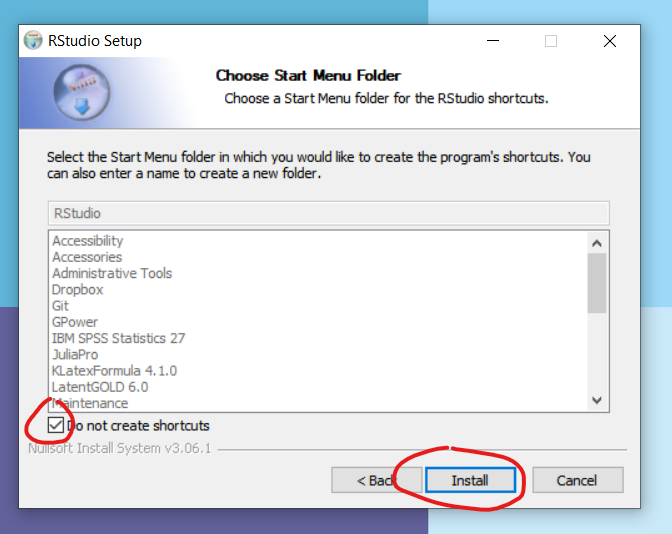 RStudio Setup
Choose Start Menu Folder
Choose a Start Menu folder for the RStudio shortcuts.
Select the Start Menu folder in which you would like to create the program's shortcuts. You
can also enter a name to create a new folder.
RStudio
Accessibility
Accessories
Administrative Tools
Dropbox
Git
GPower
IBM SPSS Statistics 27
JuliaPro
KLatexFormula 4.1.0
LatentGOLD 6.0
Maintenance
Do not create shortcuts
Nullsoft Install System v3.06.1
< Back Install Cancel